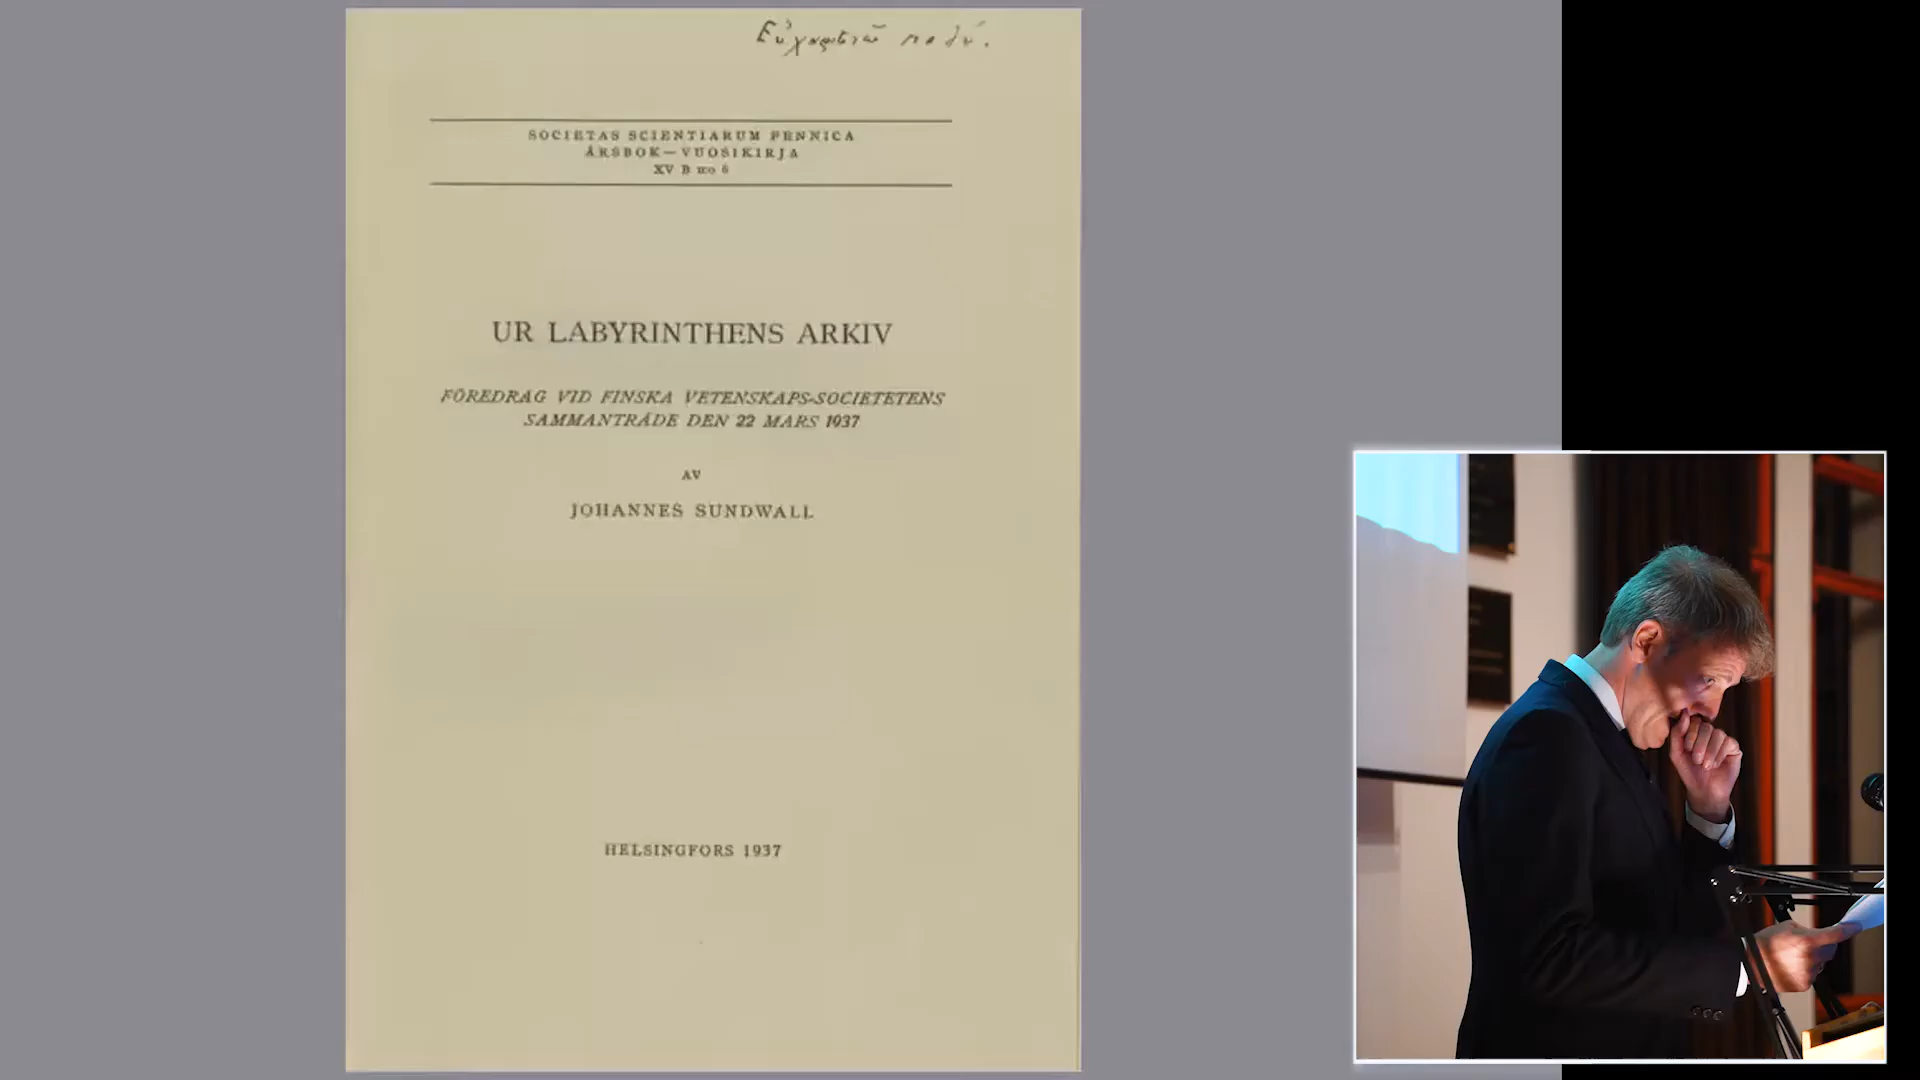 Εὐχαριστῶ πολύ.
SOCIETAS SCIENTIARUM FENNICA
ÅRSBOK—VUOSIKIRJA
XV B no 6
UR LABYRINTHENS ARKIV
FÖREDRAG VID FINSKA VETENSKAPS-SOCIETETENS
SAMMANTRÄDE DEN 22 MARS 1937
AV
JOHANNES SUNDWALL
HELSINGFORS 1937